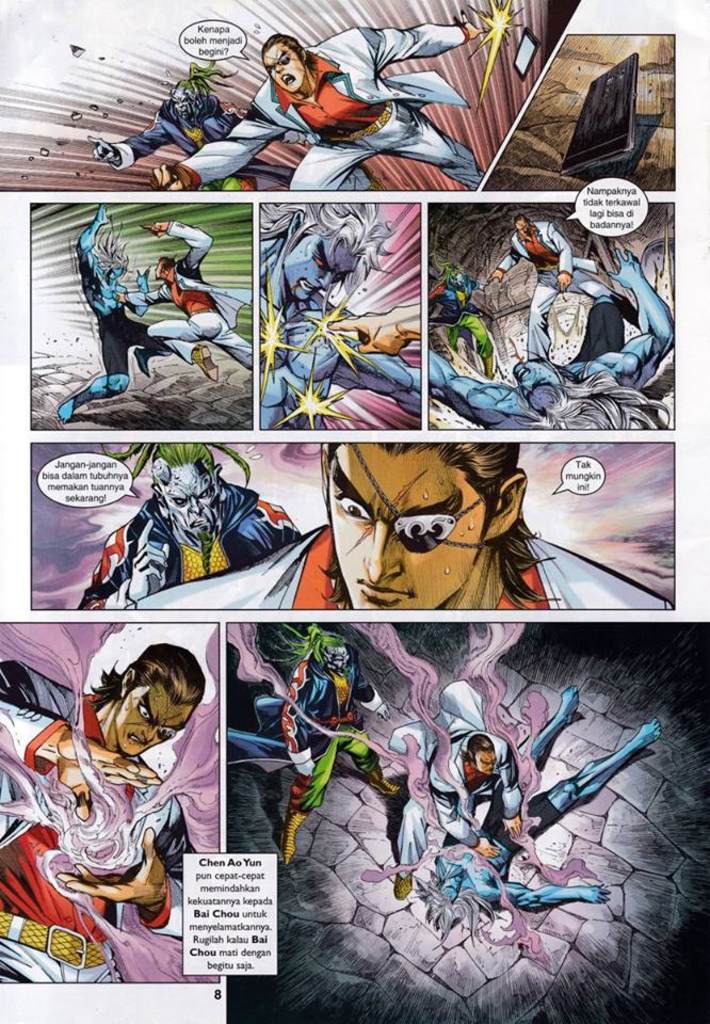 Kenapa
boleh menjadi
begini?
Nampaknya
tidak terkawal
lagi bisa di
badannya!
Jangan-jangan
bisa dalam tubuhnya
memakan tuannya
sekarang!
Tak
mungkin
ini!
Chen Ao Yun
pun cepat-cepat
memindahkan
kekuatannya kepada
Bai Chou untuk
menyelamatkannya.
Rugilah kalau Bai
Chou mati dengan
begitu saja.
8